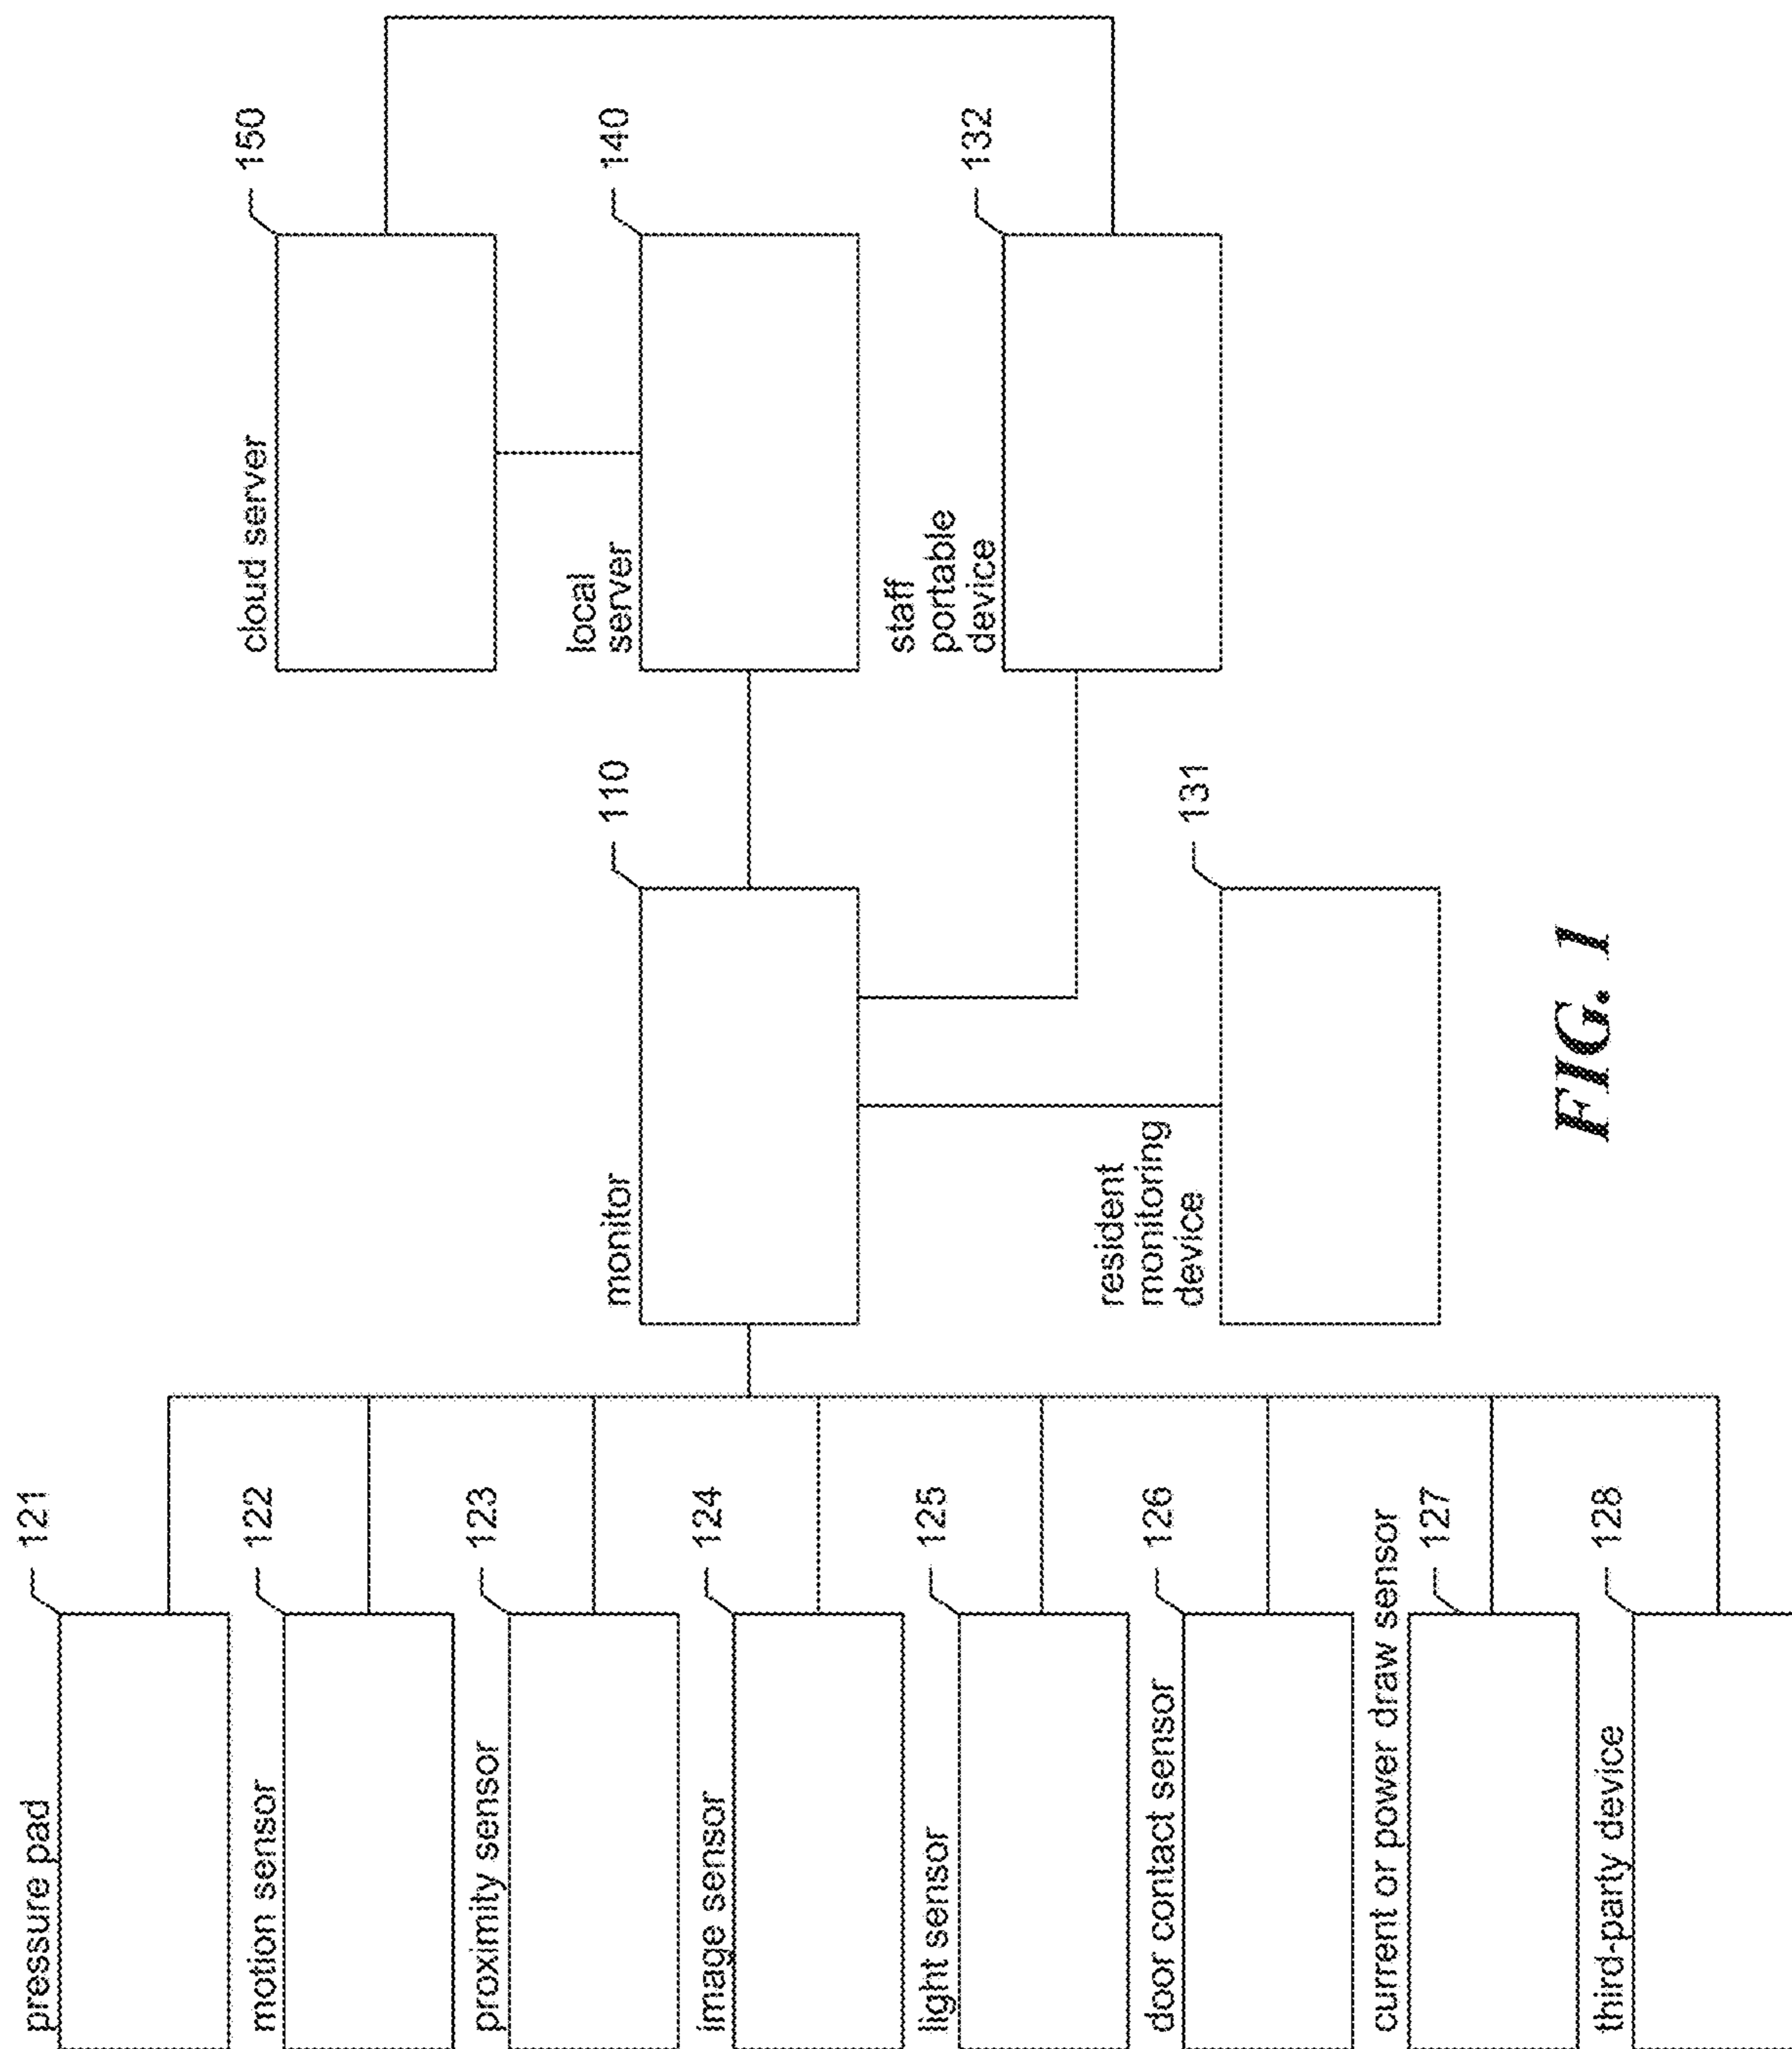 pressure pad
121
motion sensor
122
proximity sensor
123
image sensor
124
light sensor
125
door contact sensor
126
current or power draw sensor
127
third-party device
128
monitor
110
resident
monitoring
device
131
cloud server
150
local
server
140
staff
portable
device
132
FIG. 1